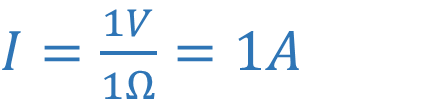 I = 1V/1Ω = 1A